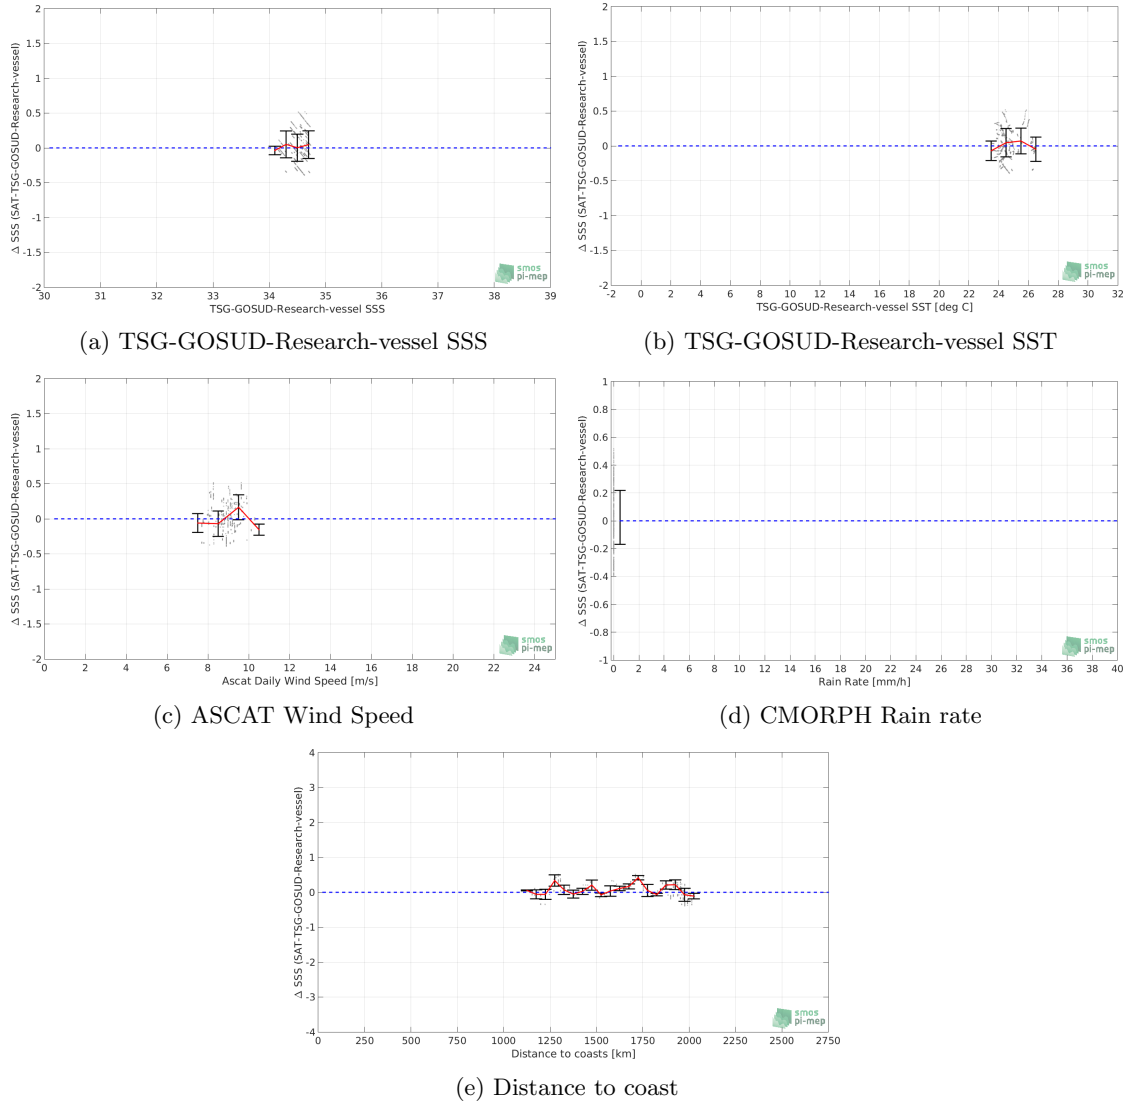 Δ SSS (SAT-TSG-GOSUD-Research-vessel)
2
1.5
1
0.5
0
-0.5
-1
-1.5
-2
30 31 32 33 34 35 36 37 38 39
TSG-GOSUD-Research-vessel SSS
smos
pi-mep
(a) TSG-GOSUD-Research-vessel SSS
Δ SSS (SAT-TSG-GOSUD-Research-vessel)
2
1.5
1
0.5
0
-0.5
-1
-1.5
-2
-2 0 2 4 6 8 10 12 14 16 18 20 22 24 26 28 30 32
TSG-GOSUD-Research-vessel SST [deg C]
smos
pi-mep
(b) TSG-GOSUD-Research-vessel SST
Δ SSS (SAT-TSG-GOSUD-Research-vessel)
2
1.5
1
0.5
0
-0.5
-1
-1.5
-2
0 2 4 6 8 10 12 14 16 18 20 22 24
Ascat Daily Wind Speed [m/s]
smos
pi-mep
(c) ASCAT Wind Speed
Δ SSS (SAT-TSG-GOSUD-Research-vessel)
1
0.8
0.6
0.4
0.2
0
-0.2
-0.4
-0.6
-0.8
-1
0 2 4 6 8 10 12 14 16 18 20 22 24 26 28 30 32 34 36 38 40
Rain Rate [mm/h]
smos
pi-mep
(d) CMORPH Rain rate
Δ SSS (SAT-TSG-GOSUD-Research-vessel)
4
3
2
1
0
-1
-2
-3
-4
0 250 500 750 1000 1250 1500 1750 2000 2250 2500 2750
Distance to coasts [km]
smos
pi-mep
(e) Distance to coast